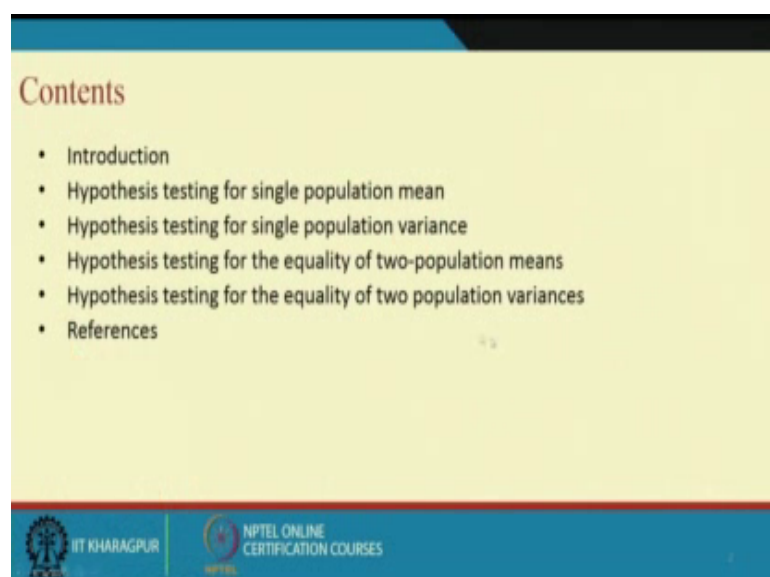 Contents
• Introduction
• Hypothesis testing for single population mean
• Hypothesis testing for single population variance
• Hypothesis testing for the equality of two-population means
• Hypothesis testing for the equality of two population variances
• References
IIT KHARAGPUR
NPTEL ONLINE
CERTIFICATION COURSES
NPTEL